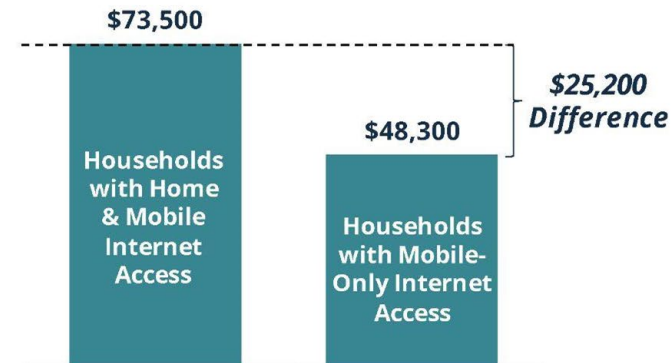 $73,500
$25,200
Difference
$48,300
Households
with Home
& Mobile
Internet
Access
Households
with Mobile-
Only Internet
Access